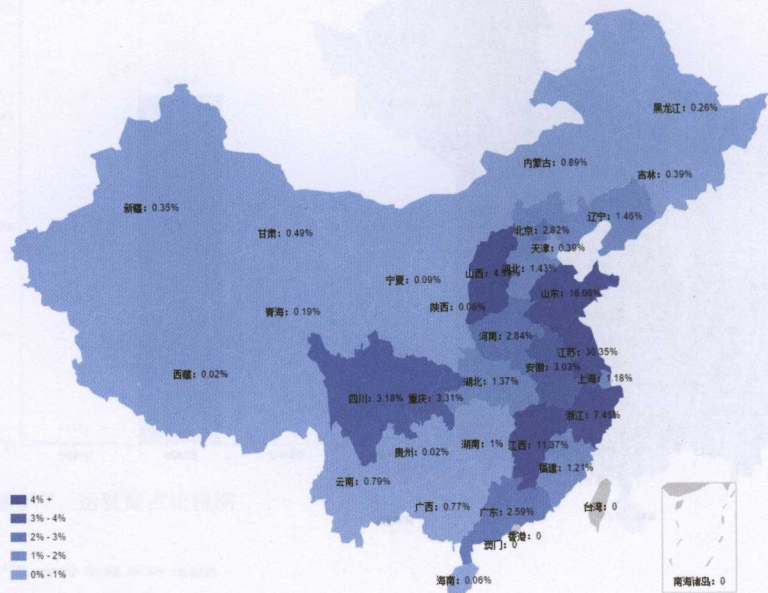 黑龙江：0.26%
内蒙古：0.89%
吉林：0.39%
新疆：0.35%
辽宁：1.46%
甘肃：0.49%
北京：2.82%
天津：0.39%
河北：1.43%
山西：
宁夏：0.09%
山东：16.06%
陕西：0.06%
青海：0.19%
河南：2.84%
江苏：30.35%
安徽：3.03%
西藏：0.02%
湖北：1.37%
上海：1.18%
四川：3.18%
重庆：3.31%
浙江：7.45%
湖南：1%
江西：11.37%
贵州：0.02%
福建：1.21%
云南：0.79%
广西：0.77%
广东：2.59%
台湾：0
香港：0
澳门：0
海南：0.06%
南海诸岛：0
4% +
3% - 4%
2% - 3%
1% - 2%
0% - 1%